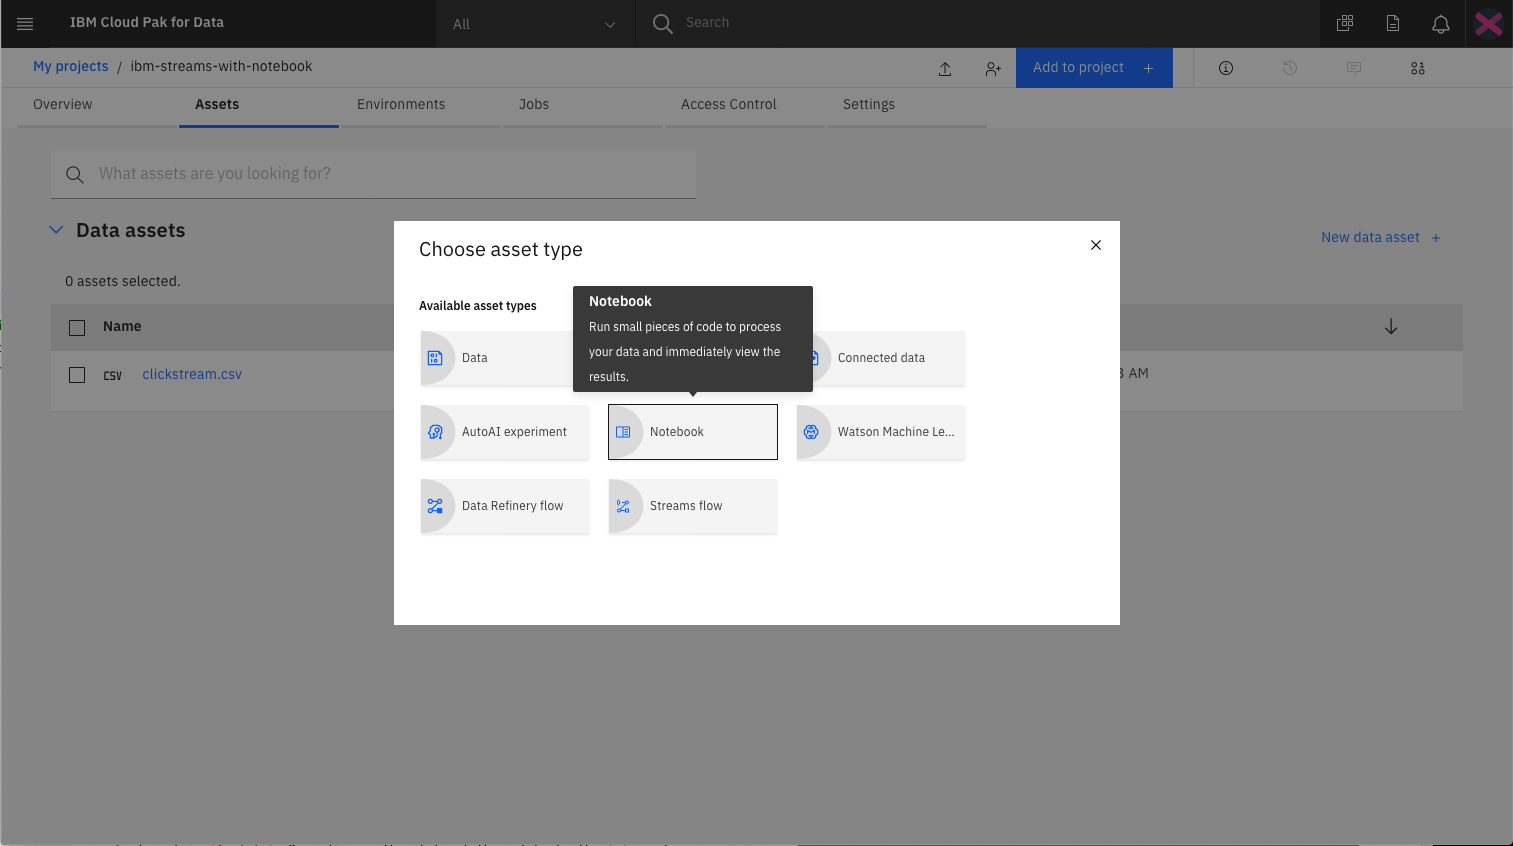 IBM Cloud Pak for Data
All
Search
My projects / ibm-streams-with-notebook
Add to project +
Overview
Assets
Environments
Jobs
Access Control
Settings
What assets are you looking for?
Data assets
New data asset +
0 assets selected.
Name
CSV
clickstream.csv
AM
Choose asset type
Available asset types
Notebook
Run small pieces of code to process
your data and immediately view the
results.
Data
Connected data
AutoAI experiment
Notebook
Watson Machine Le...
Data Refinery flow
Streams flow